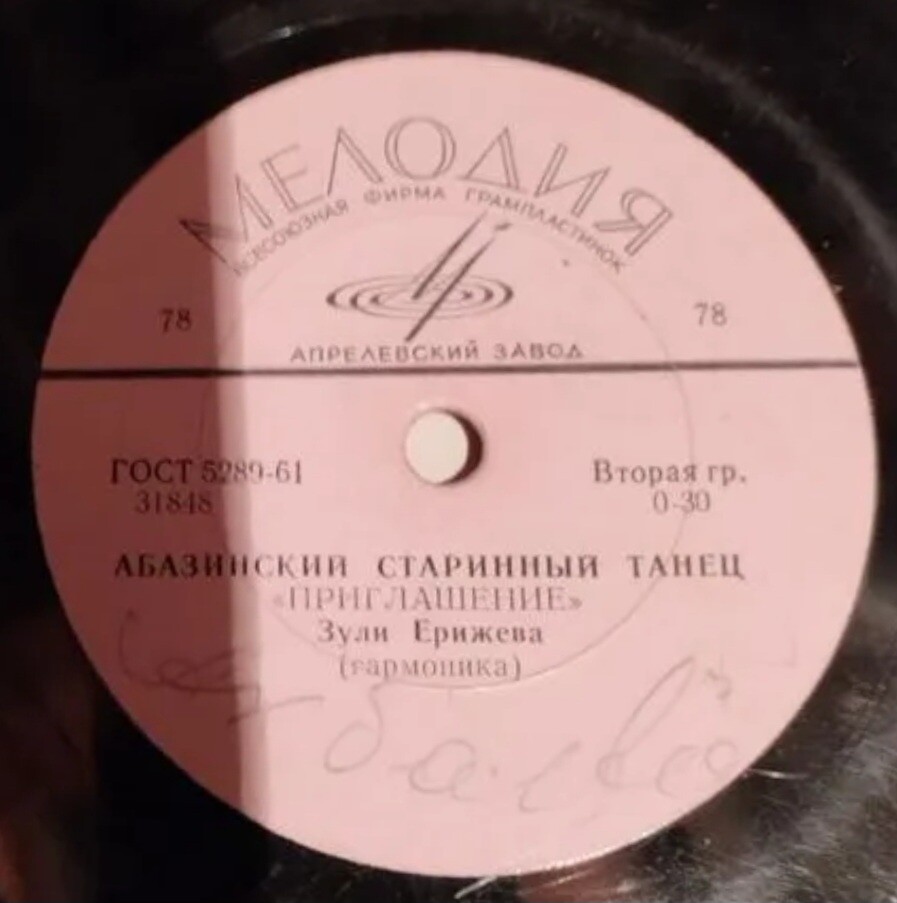 МЕЛОДИЯ
ВСЕСОЮЗНАЯ ФИРМА ГРАМПЛАСТИНОК
78 78
АПРЕЛЕВСКИЙ ЗАВОД
ГОСТ 5289-61 Вторая гр.
31848 0-30
АБАЗИНСКИЙ СТАРИННЫЙ ТАНЕЦ
«ПРИГЛАШЕНИЕ»
Зули Ерижева
(гармоника)